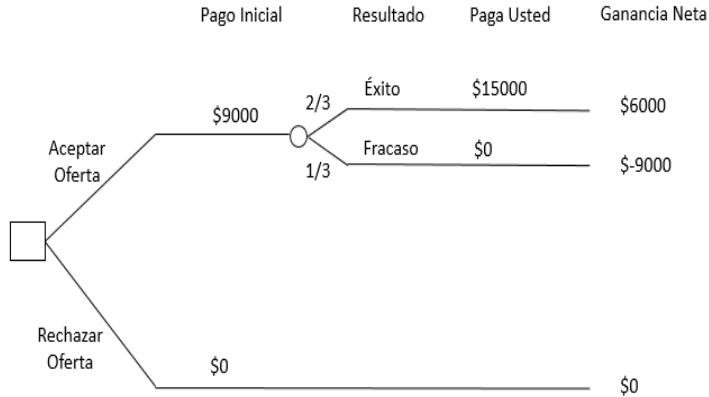 Pago Inicial Resultado Paga Usted Ganancia Neta
2/3 Éxito $15000 $6000
$9000
Aceptar
Oferta
1/3 Fracaso $0 $-9000
Rechazar
Oferta
$0 $0